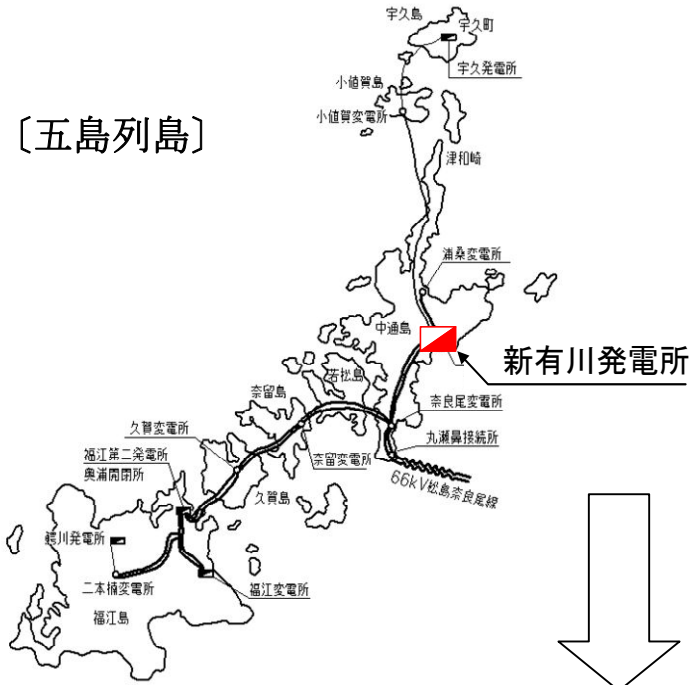 宇久島
宇久町
宇久発電所
小値賀島
小値賀変電所
〔五島列島〕
津和崎
浦桑変電所
中通島
新有川発電所
若松島
奈留島
奈良尾変電所
久賀変電所
丸瀬鼻接続所
福江第二発電所
奈留変電所
奥浦開閉所
66kV松島奈良尾線
久賀島
鶴川発電所
二本楠変電所
福江変電所
福江島